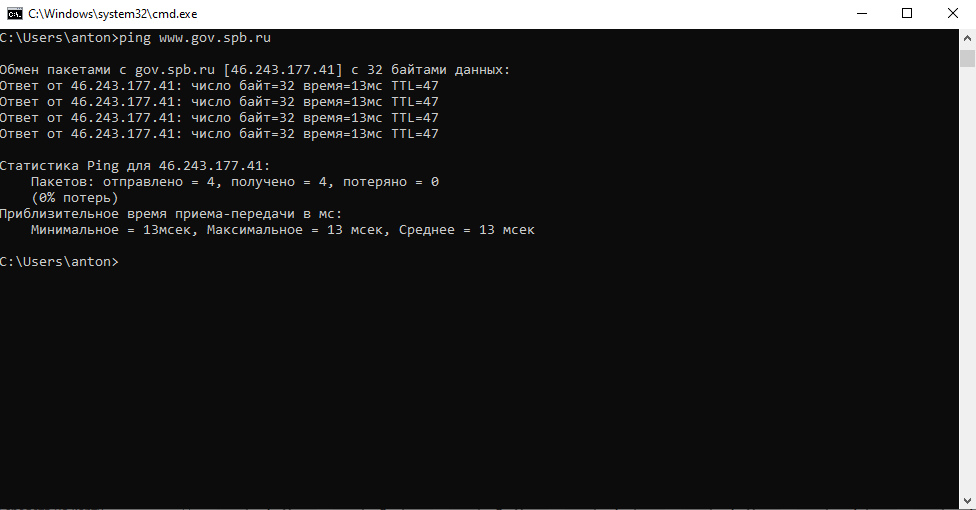 C:\Windows\system32\cmd.exe
C:\Users\anton>ping www.gov.spb.ru
Обмен пакетами с gov.spb.ru [46.243.177.41] с 32 байтами данных:
Ответ от 46.243.177.41: число байт=32 время=13мс TTL=47
Ответ от 46.243.177.41: число байт=32 время=13мс TTL=47
Ответ от 46.243.177.41: число байт=32 время=13мс TTL=47
Ответ от 46.243.177.41: число байт=32 время=13мс TTL=47
Статистика Ping для 46.243.177.41:
Пакетов: отправлено = 4, получено = 4, потеряно = 0
(0% потерь)
Приблизительное время приема-передачи в мс:
Минимальное = 13мсек, Максимальное = 13 мсек, Среднее = 13 мсек
C:\Users\anton>